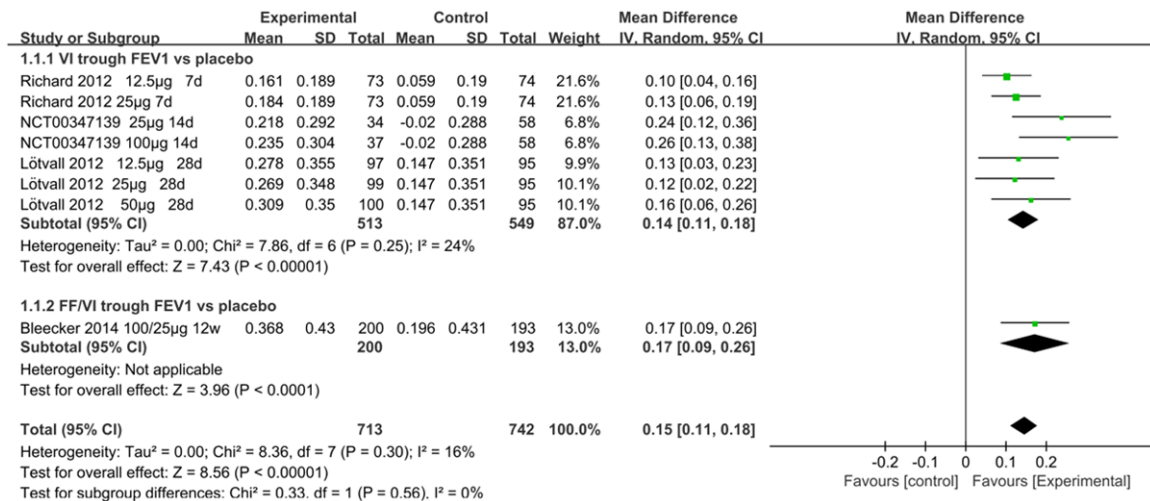 Experimental Control Mean Difference Mean Difference
Study or Subgroup Mean SD Total Mean SD Total Weight IV, Random, 95% CI IV, Random, 95% CI
1.1.1 VI trough FEV1 vs placebo
Richard 2012 12.5µg 7d 0.161 0.189 73 0.059 0.19 74 21.6% 0.10 [0.04, 0.16]
Richard 2012 25µg 7d 0.184 0.189 73 0.059 0.19 74 21.6% 0.13 [0.06, 0.19]
NCT00347139 25µg 14d 0.218 0.292 34 -0.02 0.288 58 6.8% 0.24 [0.12, 0.36]
NCT00347139 100µg 14d 0.235 0.304 37 -0.02 0.288 58 6.8% 0.26 [0.13, 0.38]
Lötvall 2012 12.5µg 28d 0.278 0.355 97 0.147 0.351 95 9.9% 0.13 [0.03, 0.23]
Lötvall 2012 25µg 28d 0.269 0.348 99 0.147 0.351 95 10.1% 0.12 [0.02, 0.22]
Lötvall 2012 50µg 28d 0.309 0.35 100 0.147 0.351 95 10.1% 0.16 [0.06, 0.26]
Subtotal (95% CI) 513 549 87.0% 0.14 [0.11, 0.18]
Heterogeneity: Tau² = 0.00; Chi² = 7.86, df = 6 (P = 0.25); I² = 24%
Test for overall effect: Z = 7.43 (P < 0.00001)
1.1.2 FF/VI trough FEV1 vs placebo
Bleecker 2014 100/25µg 12w 0.368 0.43 200 0.196 0.431 193 13.0% 0.17 [0.09, 0.26]
Subtotal (95% CI) 200 193 13.0% 0.17 [0.09, 0.26]
Heterogeneity: Not applicable
Test for overall effect: Z = 3.96 (P < 0.0001)
Total (95% CI) 713 742 100.0% 0.15 [0.11, 0.18]
Heterogeneity: Tau² = 0.00; Chi² = 8.36, df = 7 (P = 0.30); I² = 16%
Test for overall effect: Z = 8.56 (P < 0.00001)
Test for subgroup differences: Chi² = 0.33, df = 1 (P = 0.56), I² = 0%
-0.2 -0.1 0 0.1 0.2
Favours [control] Favours [Experimental]